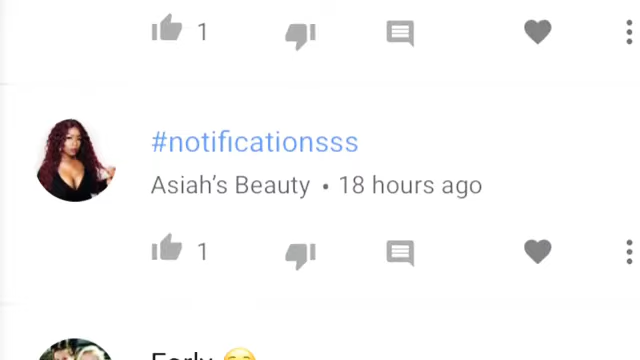 1
#notificationsss
Asiah’s Beauty • 18 hours ago
1
Early